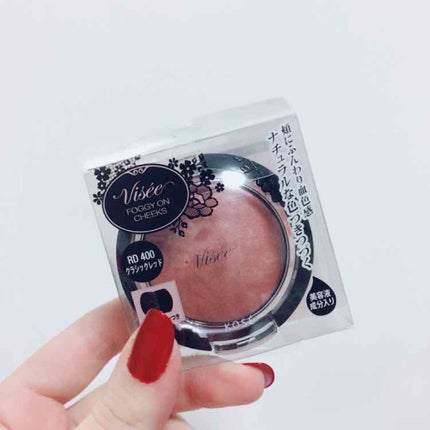 Visée
FOGGY ON
CHEEKS
RD 400
クラシックレッド
頬にふんわり血色感
ナチュラルな色つきつづく
Visée
KOSÉ
美容液
成分入り